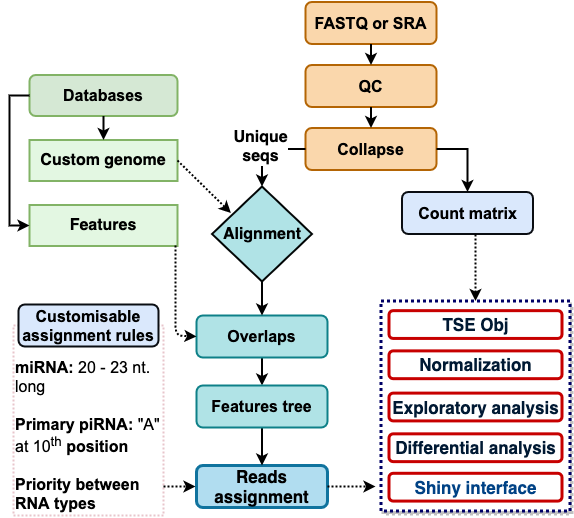 FASTQ or SRA
QC
Collapse
Unique
seqs
Databases
Custom genome
Features
Alignment
Count matrix
Overlaps
Features tree
Reads
assignment
Customisable
assignment rules
miRNA: 20 - 23 nt.
long
Primary piRNA: "A"
at 10th position
Priority between
RNA types
TSE Obj
Normalization
Exploratory analysis
Differential analysis
Shiny interface